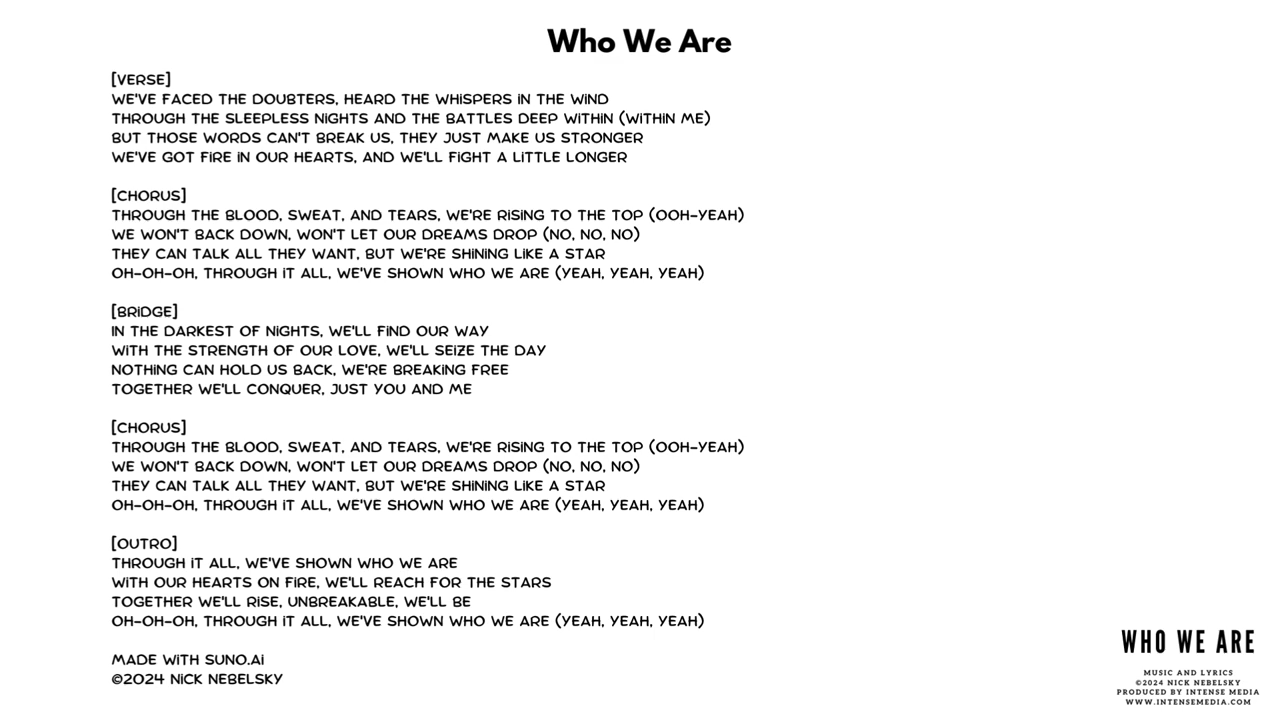 Who We Are
[VERSE]
WE'VE FACED THE DOUBTERS, HEARD THE WHISPERS IN THE WIND
THROUGH THE SLEEPLESS NIGHTS AND THE BATTLES DEEP WITHIN (WITHIN ME)
BUT THOSE WORDS CAN'T BREAK US, THEY JUST MAKE US STRONGER
WE'VE GOT FIRE IN OUR HEARTS, AND WE'LL FIGHT A LITTLE LONGER
[CHORUS]
THROUGH THE BLOOD, SWEAT, AND TEARS, WE'RE RISING TO THE TOP (OOH-YEAH)
WE WON'T BACK DOWN, WON'T LET OUR DREAMS DROP (NO, NO, NO)
THEY CAN TALK ALL THEY WANT, BUT WE'RE SHINING LIKE A STAR
OH-OH-OH, THROUGH IT ALL, WE'VE SHOWN WHO WE ARE (YEAH, YEAH, YEAH)
[BRIDGE]
IN THE DARKEST OF NIGHTS, WE'LL FIND OUR WAY
WITH THE STRENGTH OF OUR LOVE, WE'LL SEIZE THE DAY
NOTHING CAN HOLD US BACK, WE'RE BREAKING FREE
TOGETHER WE'LL CONQUER, JUST YOU AND ME
[CHORUS]
THROUGH THE BLOOD, SWEAT, AND TEARS, WE'RE RISING TO THE TOP (OOH-YEAH)
WE WON'T BACK DOWN, WON'T LET OUR DREAMS DROP (NO, NO, NO)
THEY CAN TALK ALL THEY WANT, BUT WE'RE SHINING LIKE A STAR
OH-OH-OH, THROUGH IT ALL, WE'VE SHOWN WHO WE ARE (YEAH, YEAH, YEAH)
[OUTRO]
THROUGH IT ALL, WE'VE SHOWN WHO WE ARE
WITH OUR HEARTS ON FIRE, WE'LL REACH FOR THE STARS
TOGETHER WE'LL RISE, UNBREAKABLE, WE'LL BE
OH-OH-OH, THROUGH IT ALL, WE'VE SHOWN WHO WE ARE (YEAH, YEAH, YEAH)
MADE WITH SUNO.AI
©2024 NICK NEBELSKY
WHO WE ARE
MUSIC AND LYRICS
©2024 NICK NEBELSKY
PRODUCED BY INTENSE MEDIA
WWW.INTENSEMEDIA.COM